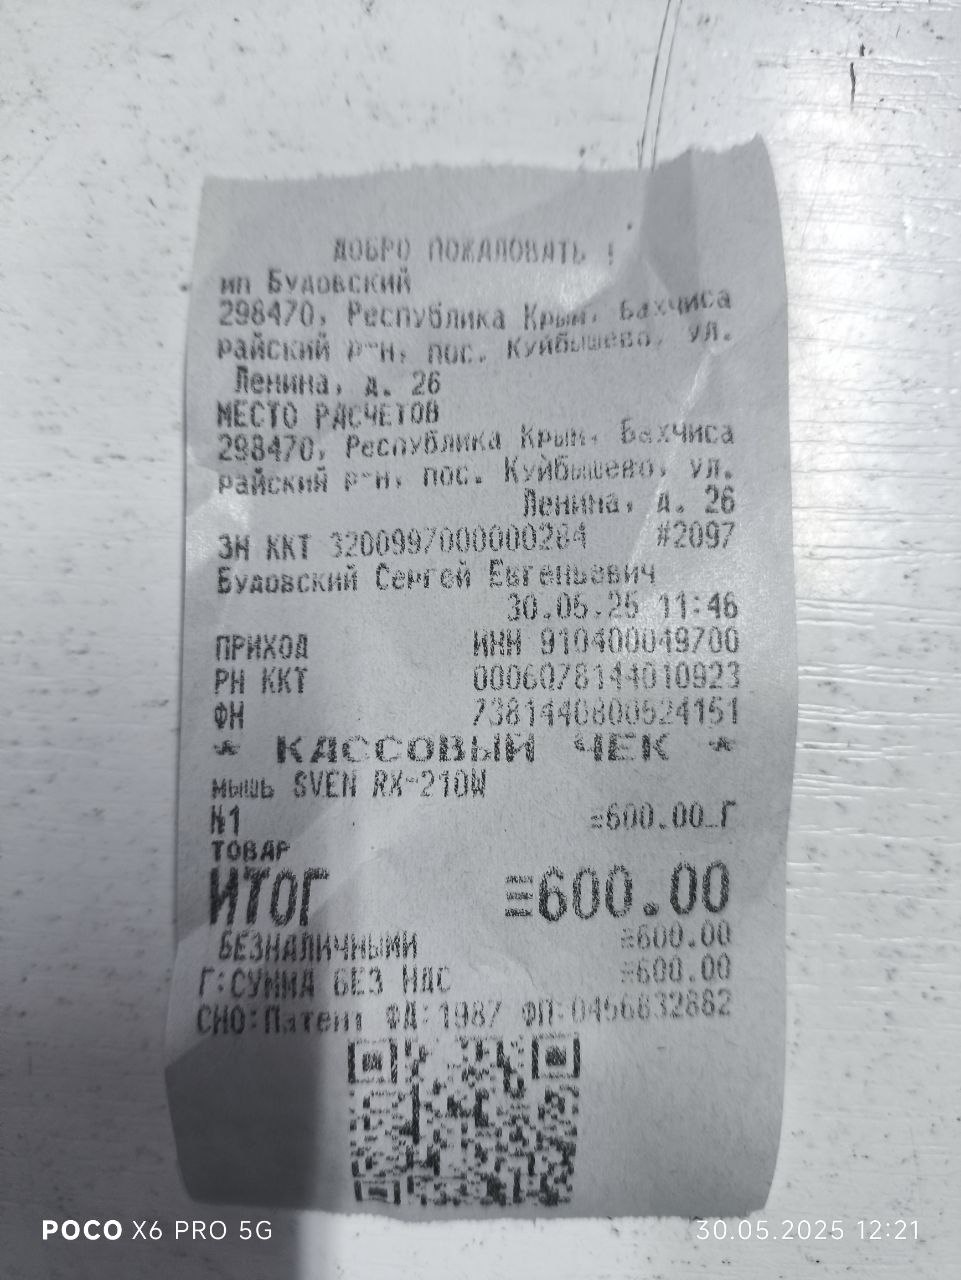 ДОБРО ПОЖАЛОВАТЬ !
ип Будовский
298470, Республика Крым, Бахчиса
райский р-н, пос. Куйбышево, ул.
Ленина, д. 26
МЕСТО РАСЧЕТОВ
298470, Республика Крым, Бахчиса
райский р-н, пос. Куйбышево, ул.
Ленина, д. 26
ЗН ККТ 3200997000000284 #2097
Будовский Сергей Евгеньевич
30.05.25 11:46
ПРИХОД ИНН 910400049700
РН ККТ 0006078144010923
ФН 7381440800524151
* КАССОВЫЙ ЧЕК *
мышь SVEN RX-210W
N1 =600.00_Г
ТОВАР
ИТОГ ≡600.00
БЕЗНАЛИЧНЫМИ =600.00
Г:СУММА БЕЗ НДС =600.00
СНО:Патент ФД:1987 ФП:0456832882
POCO X6 PRO 5G 30.05.2025 12:21